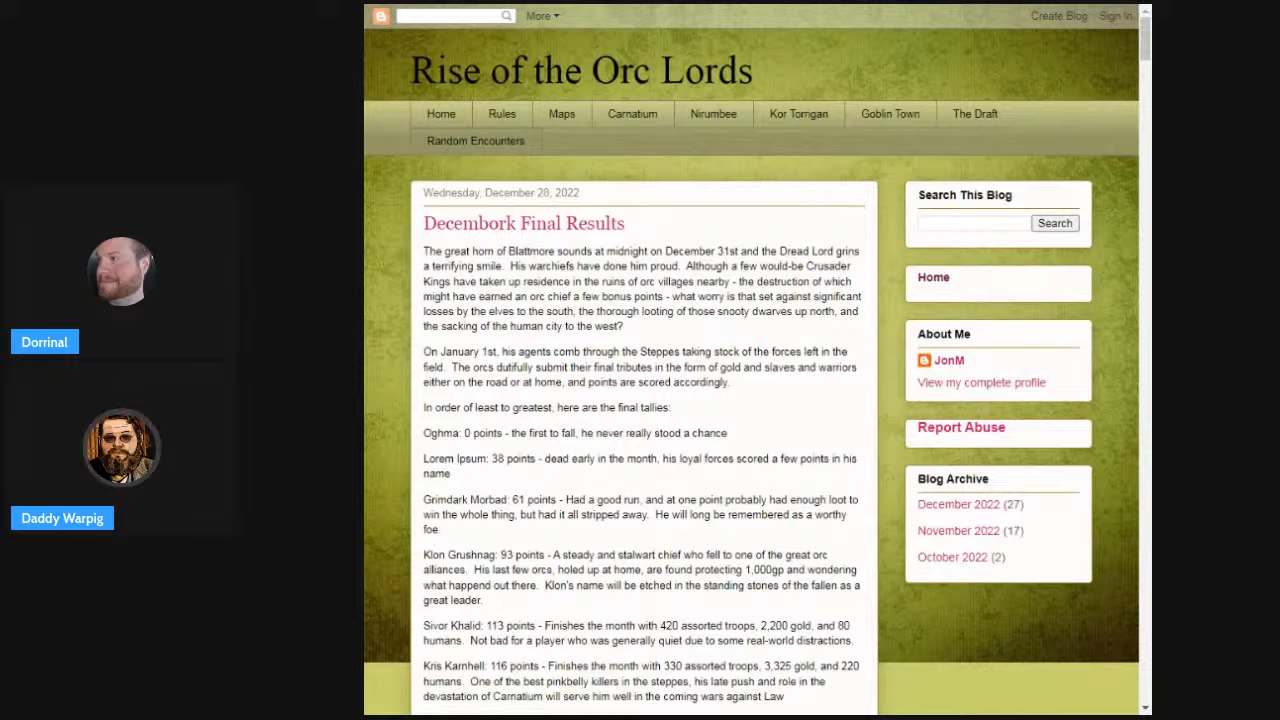 More
Create Blog
Sign In
Rise of the Orc Lords
Home
Rules
Maps
Carnatium
Nirumbee
Kor Torrigan
Goblin Town
The Draft
Random Encounters
Wednesday, December 28, 2022
Decembork Final Results
The great horn of Blattmore sounds at midnight on December 31st and the Dread Lord grins
a terrifying smile.  His warchiefs have done him proud.  Although a few would-be Crusader
Kings have taken up residence in the ruins of orc villages nearby - the destruction of which
might have earned an orc chief a few bonus points - what worry is that set against significant
losses by the elves to the south, the thorough looting of those snooty dwarves up north, and
the sacking of the human city to the west?
On January 1st, his agents comb through the Steppes taking stock of the forces left in the
field.  The orcs dutifully submit their final tributes in the form of gold and slaves and warriors
either on the road or at home, and points are scored accordingly.
In order of least to greatest, here are the final tallies:
Oghma: 0 points - the first to fall, he never really stood a chance
Lorem Ipsum: 38 points - dead early in the month, his loyal forces scored a few points in his
name
Grimdark Morbad: 61 points - Had a good run, and at one point probably had enough loot to
win the whole thing, but had it all stripped away.  He will long be remembered as a worthy
foe.
Klon Grushnag: 93 points - A steady and stalwart chief who fell to one of the great orc
alliances.  His last few orcs, holed up at home, are found protecting 1,000gp and wondering
what happend out there.  Klon's name will be etched in the standing stones of the fallen as a
great leader.
Sivor Khalid: 113 points - Finishes the month with 420 assorted troops, 2,200 gold, and 80
humans.  Not bad for a player who was generally quiet due to some real-world distractions.
Kris Karnhell: 116 points - Finishes the month with 330 assorted troops, 3,325 gold, and 220
humans.  One of the best pinkbelly killers in the steppes, his late push and role in the
devastation of Carnatium will serve him well in the coming wars against Law
Search This Blog
Search
Home
About Me
JonM
View my complete profile
Report Abuse
Blog Archive
December 2022 (27)
November 2022 (17)
October 2022 (2)
Dorrinal
Daddy Warpig